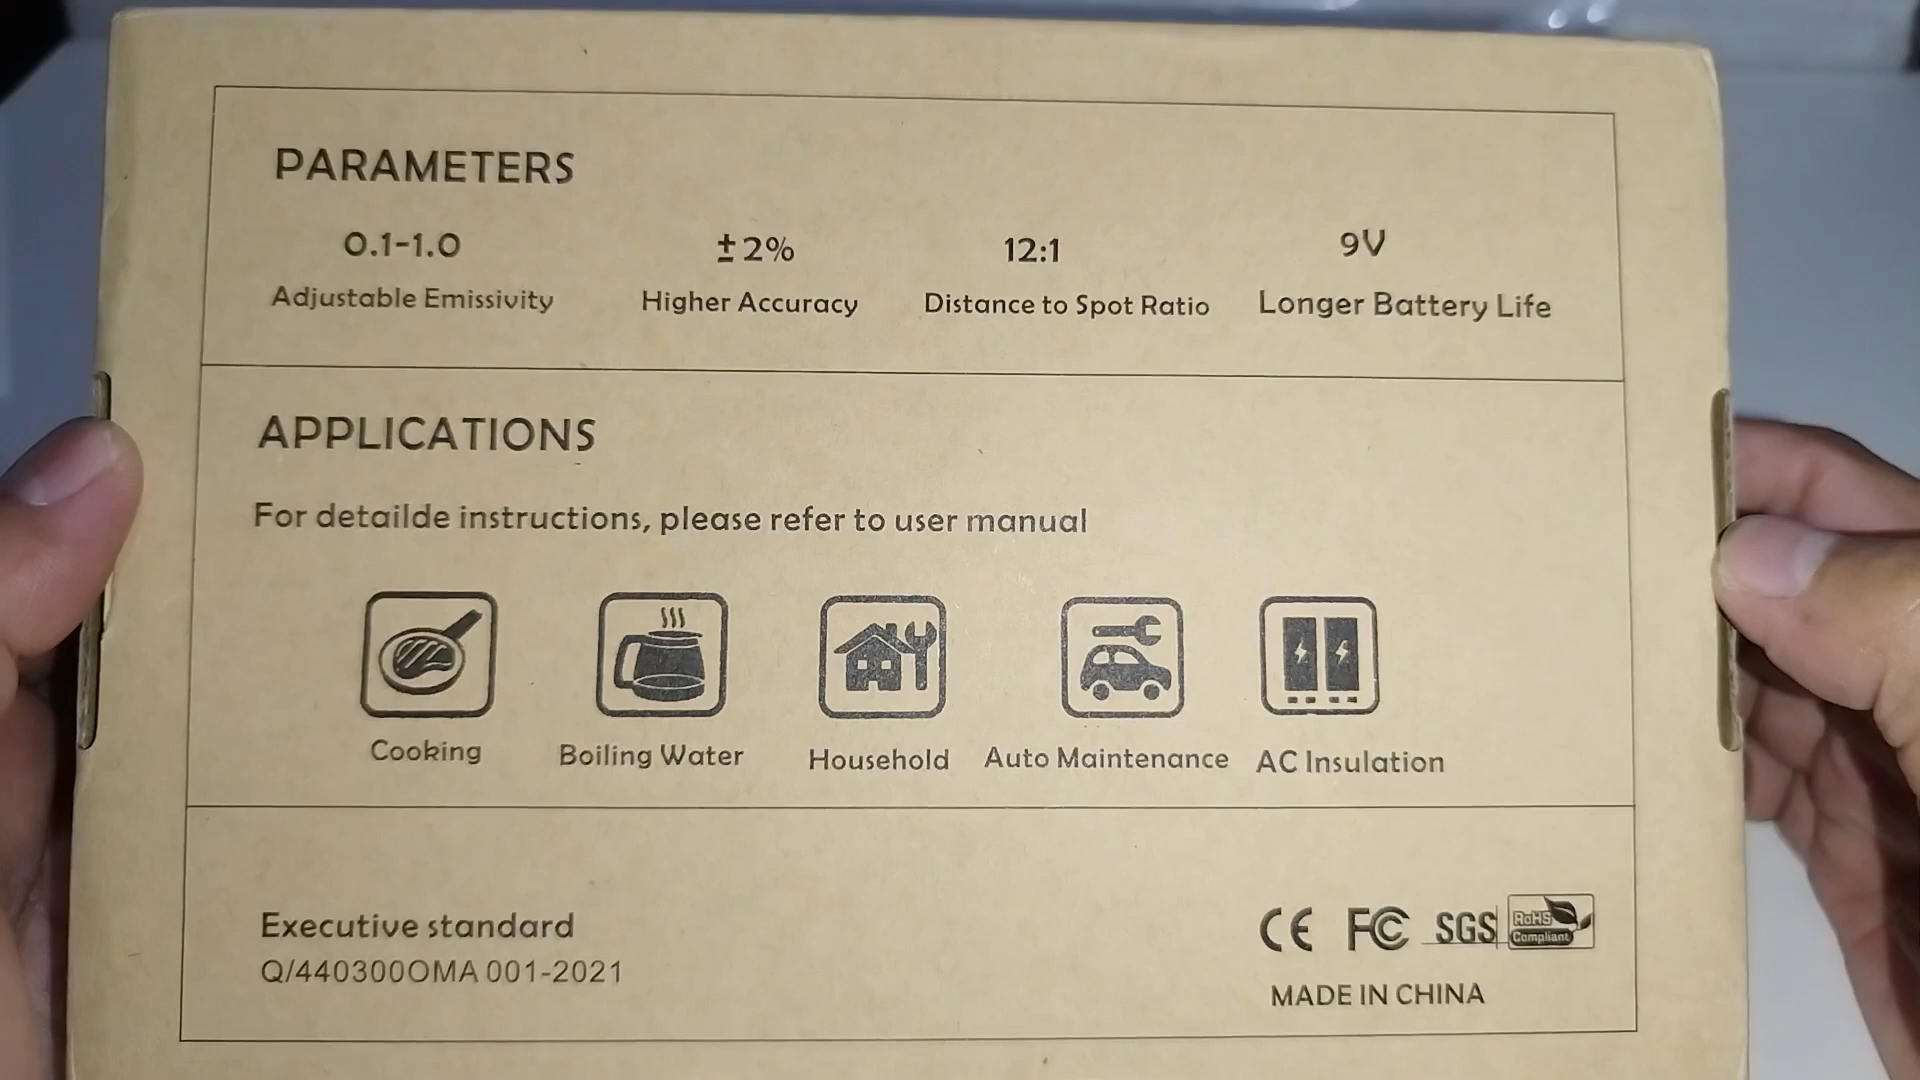 PARAMETERS
0.1-1.0 ±2% 12:1 9V
Adjustable Emissivity Higher Accuracy Distance to Spot Ratio Longer Battery Life
APPLICATIONS
For detailde instructions, please refer to user manual
Cooking Boiling Water Household Auto Maintenance AC Insulation
Executive standard
Q/440300OMA 001-2021
CE FC SGS RoHS
Compliant
MADE IN CHINA